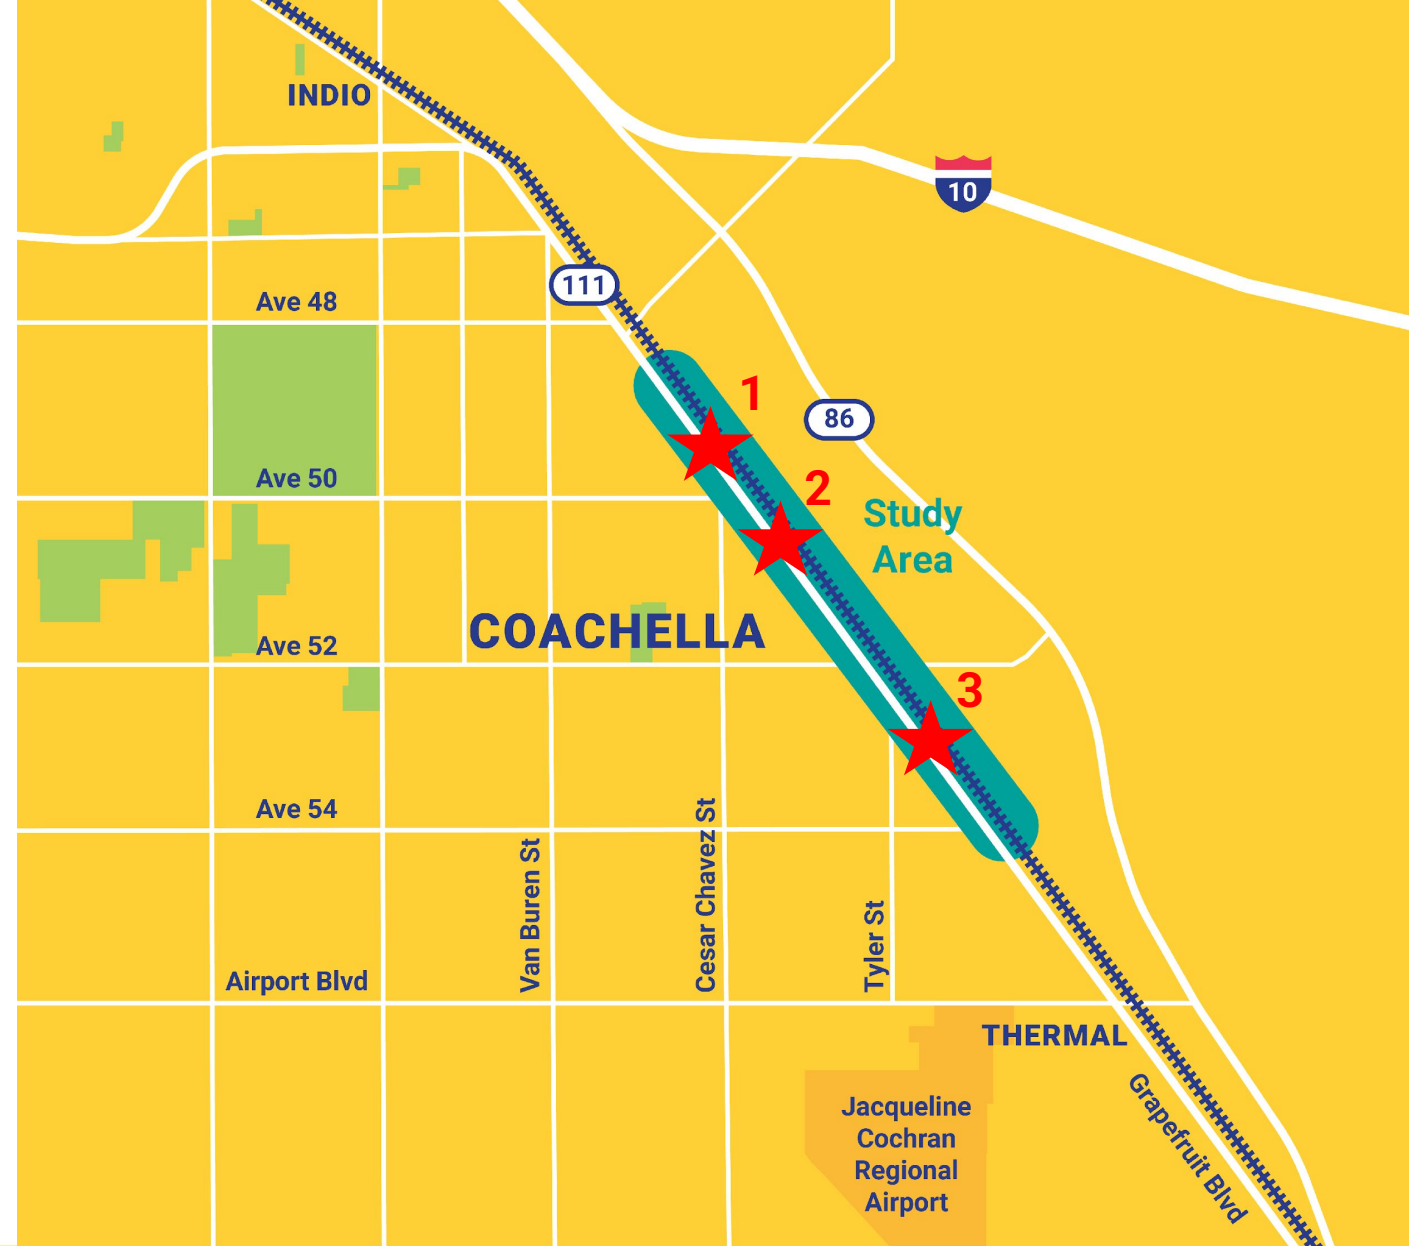 INDIO
10
111
Ave 48
1
86
Ave 50
2
Study
Area
COACHELLA
Ave 52
3
Ave 54
Van Buren St
Cesar Chavez St
Tyler St
Airport Blvd
THERMAL
Grapefruit Blvd
Jacqueline
Cochran
Regional
Airport